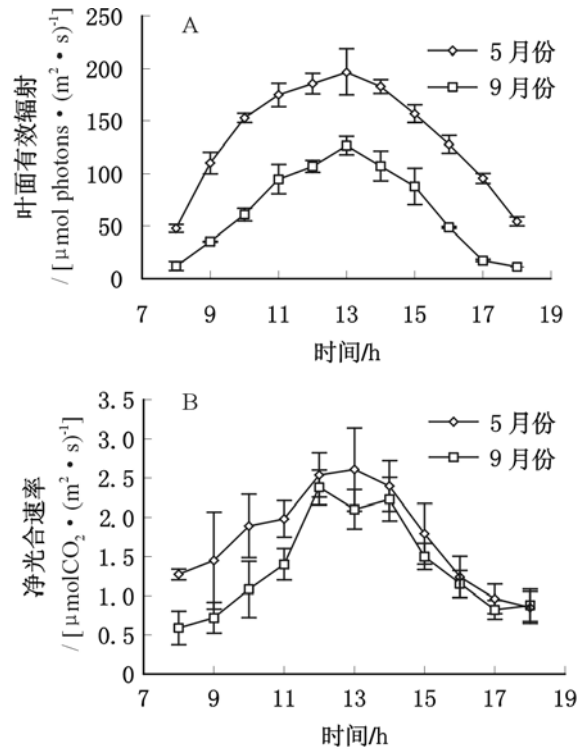 A
250
200
150
100
50
0
叶面有效辐射
/ [μmol photons•(m²•s)⁻¹]
5 月份
9 月份
7 9 11 13 15 17 19
时间/h
B
3.5
3.0
2.5
2.0
1.5
1.0
0.5
0
净光合速率
/ [μmolCO₂•(m²•s)⁻¹]
5 月份
9 月份
7 9 11 13 15 17 19
时间/h